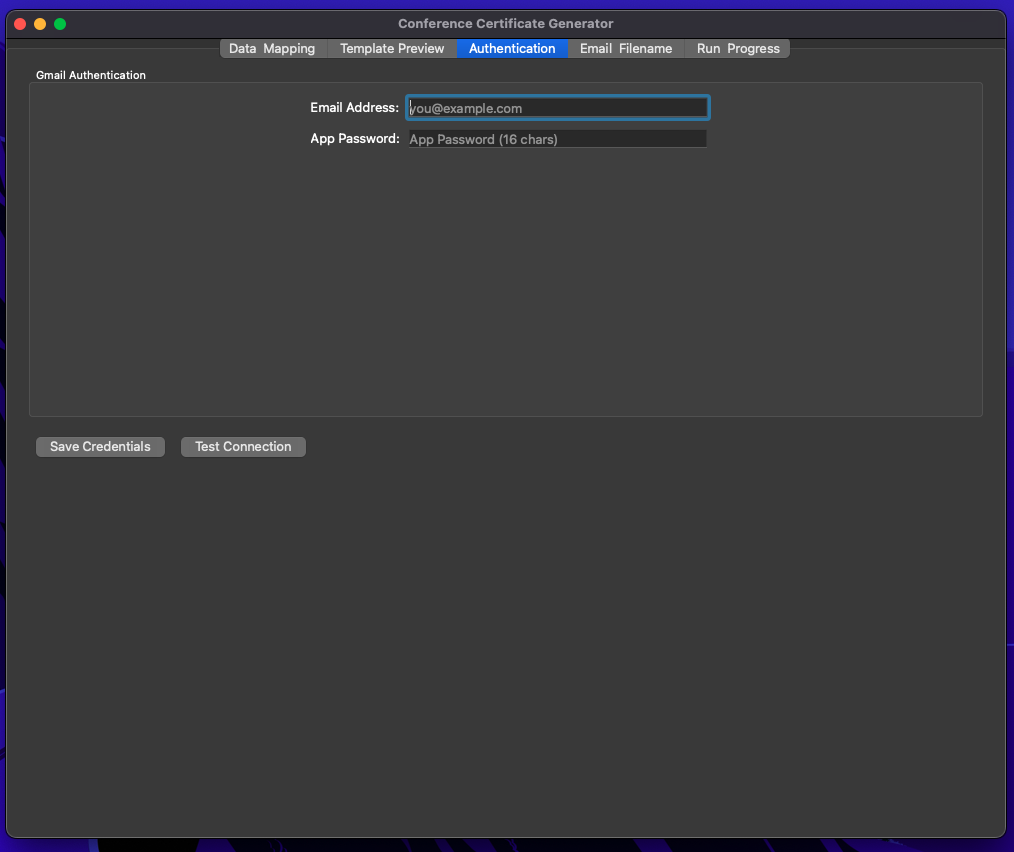 Conference Certificate Generator
Data  Mapping Template Preview Authentication Email  Filename Run  Progress
Gmail Authentication
Email Address: you@example.com
App Password: App Password (16 chars)
Save Credentials Test Connection